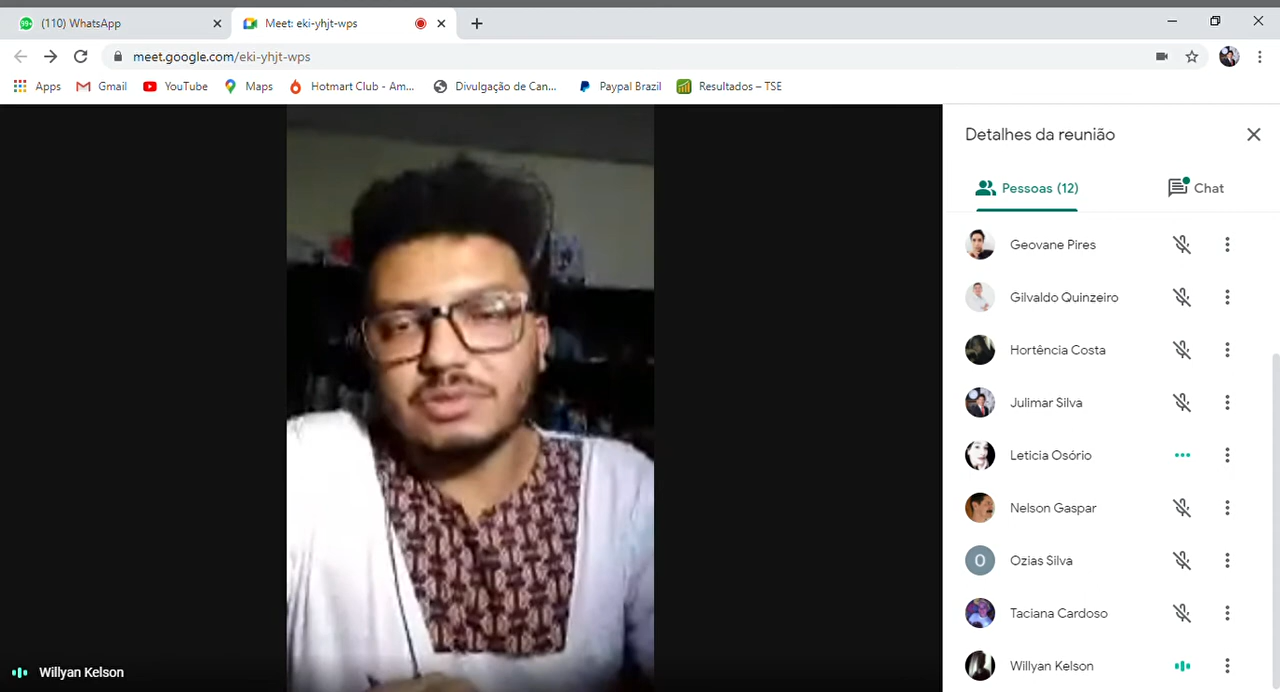 99+ (110) WhatsApp
Meet: eki-yhjt-wps
meet.google.com/eki-yhjt-wps
Apps
Gmail
YouTube
Maps
Hotmart Club - Am...
Divulgação de Can...
Paypal Brazil
Resultados – TSE
Detalhes da reunião
Pessoas (12)
Chat
Geovane Pires
Gilvaldo Quinzeiro
Hortência Costa
Julimar Silva
Leticia Osório
Nelson Gaspar
O Ozias Silva
Taciana Cardoso
Willyan Kelson
Willyan Kelson